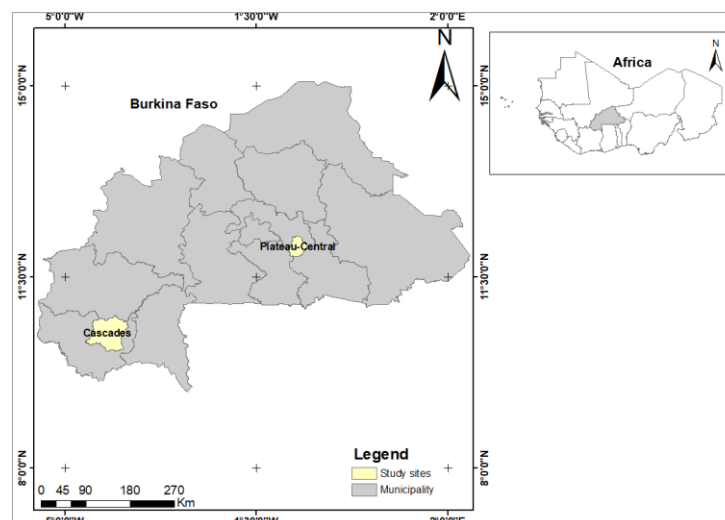 5°0'0"W 1°30'0"W 2°0'0"E
N
15°0'0"N
15°0'0"N
Burkina Faso
Africa
N
Plateau-Central
11°30'0"N
11°30'0"N
Cascades
8°0'0"N
8°0'0"N
Legend
Study sites
Municipality
0 45 90 180 270
Km